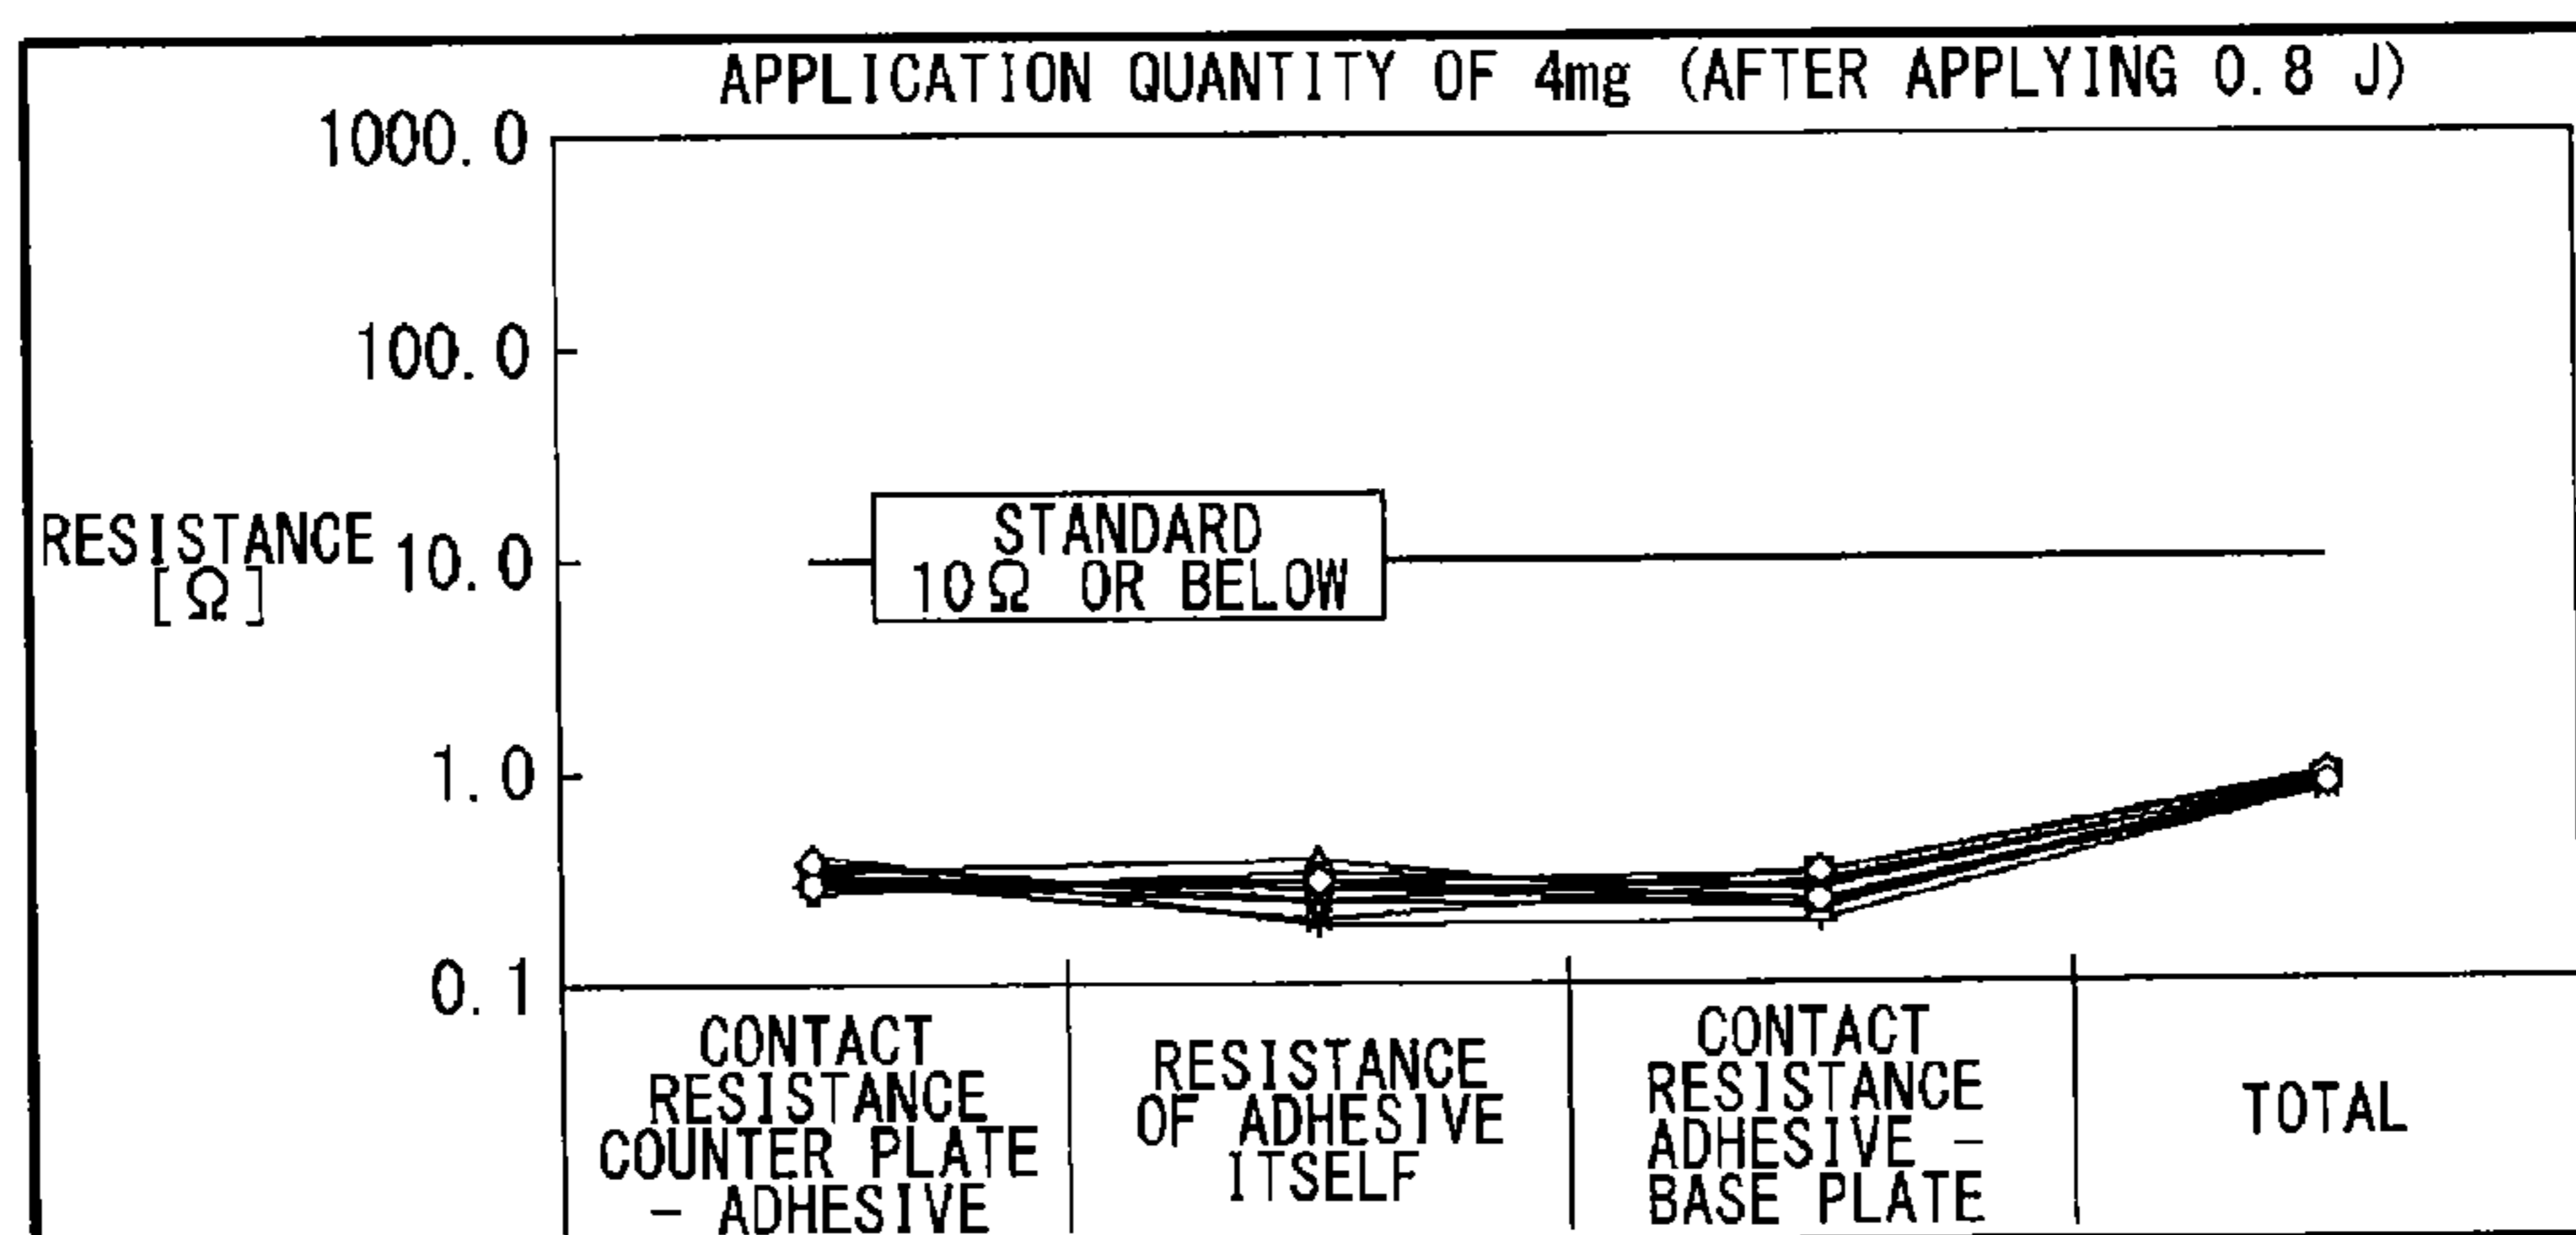 APPLICATION QUANTITY OF 4mg (AFTER APPLYING 0.8 J)
1000.0
100.0
RESISTANCE
[Ω]
10.0
STANDARD
10Ω OR BELOW
1.0
0.1
CONTACT
RESISTANCE
COUNTER PLATE
- ADHESIVE
RESISTANCE
OF ADHESIVE
ITSELF
CONTACT
RESISTANCE
ADHESIVE -
BASE PLATE
TOTAL